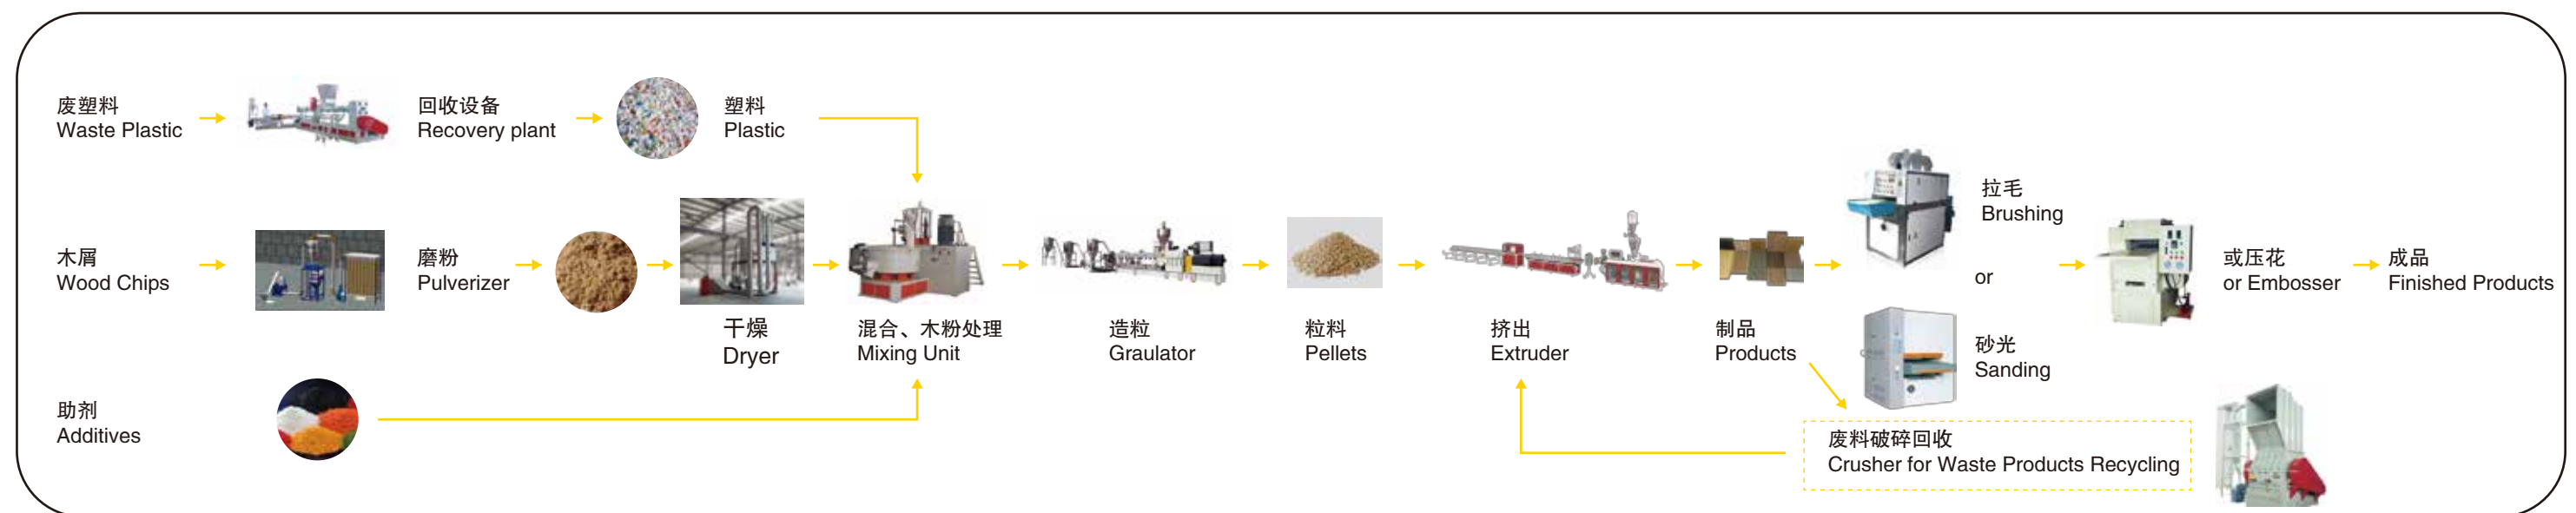 废塑料
Waste Plastic
回收设备
Recovery plant
塑料
Plastic
木屑
Wood Chips
磨粉
Pulverizer
干燥
Dryer
混合、木粉处理
Mixing Unit
造粒
Graulator
粒料
Pellets
挤出
Extruder
制品
Products
拉毛
Brushing
or
砂光
Sanding
或压花
or Embosser
成品
Finished Products
助剂
Additives
废料破碎回收
Crusher for Waste Products Recycling